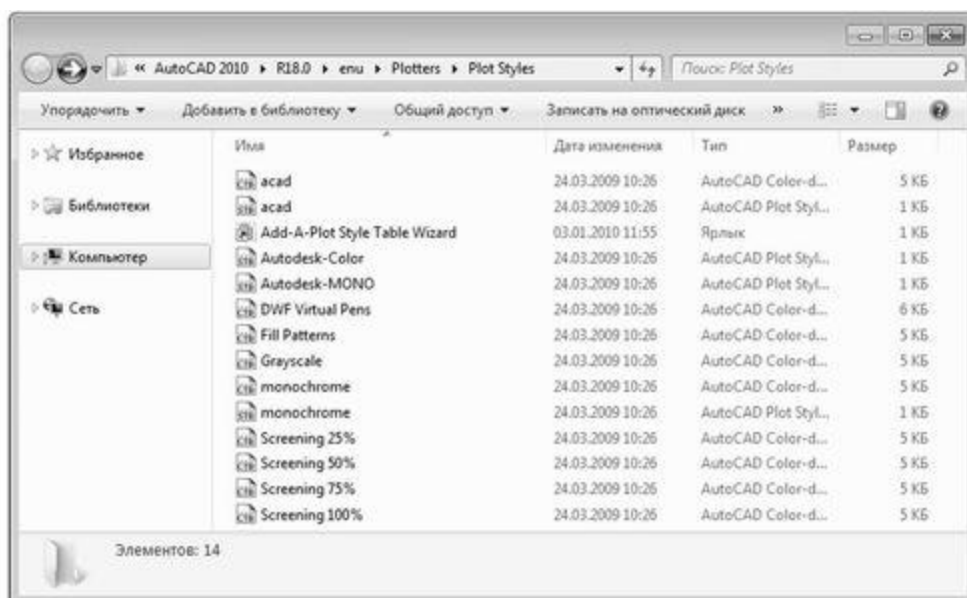 « AutoCAD 2010 ▸ R18.0 ▸ enu ▸ Plotters ▸ Plot Styles
Поиск: Plot Styles
Упорядочить Добавить в библиотеку Общий доступ Записать на оптический диск »
Избранное
Библиотеки
Компьютер
Сеть
Имя Дата изменения Тип Размер
acad 24.03.2009 10:26 AutoCAD Color-d... 5 КБ
acad 24.03.2009 10:26 AutoCAD Plot Styl... 1 КБ
Add-A-Plot Style Table Wizard 03.01.2010 11:55 Ярлык 1 КБ
Autodesk-Color 24.03.2009 10:26 AutoCAD Plot Styl... 1 КБ
Autodesk-MONO 24.03.2009 10:26 AutoCAD Plot Styl... 1 КБ
DWF Virtual Pens 24.03.2009 10:26 AutoCAD Color-d... 6 КБ
Fill Patterns 24.03.2009 10:26 AutoCAD Color-d... 5 КБ
Grayscale 24.03.2009 10:26 AutoCAD Color-d... 5 КБ
monochrome 24.03.2009 10:26 AutoCAD Color-d... 5 КБ
monochrome 24.03.2009 10:26 AutoCAD Plot Styl... 1 КБ
Screening 25% 24.03.2009 10:26 AutoCAD Color-d... 5 КБ
Screening 50% 24.03.2009 10:26 AutoCAD Color-d... 5 КБ
Screening 75% 24.03.2009 10:26 AutoCAD Color-d... 5 КБ
Screening 100% 24.03.2009 10:26 AutoCAD Color-d... 5 КБ
Элементов: 14